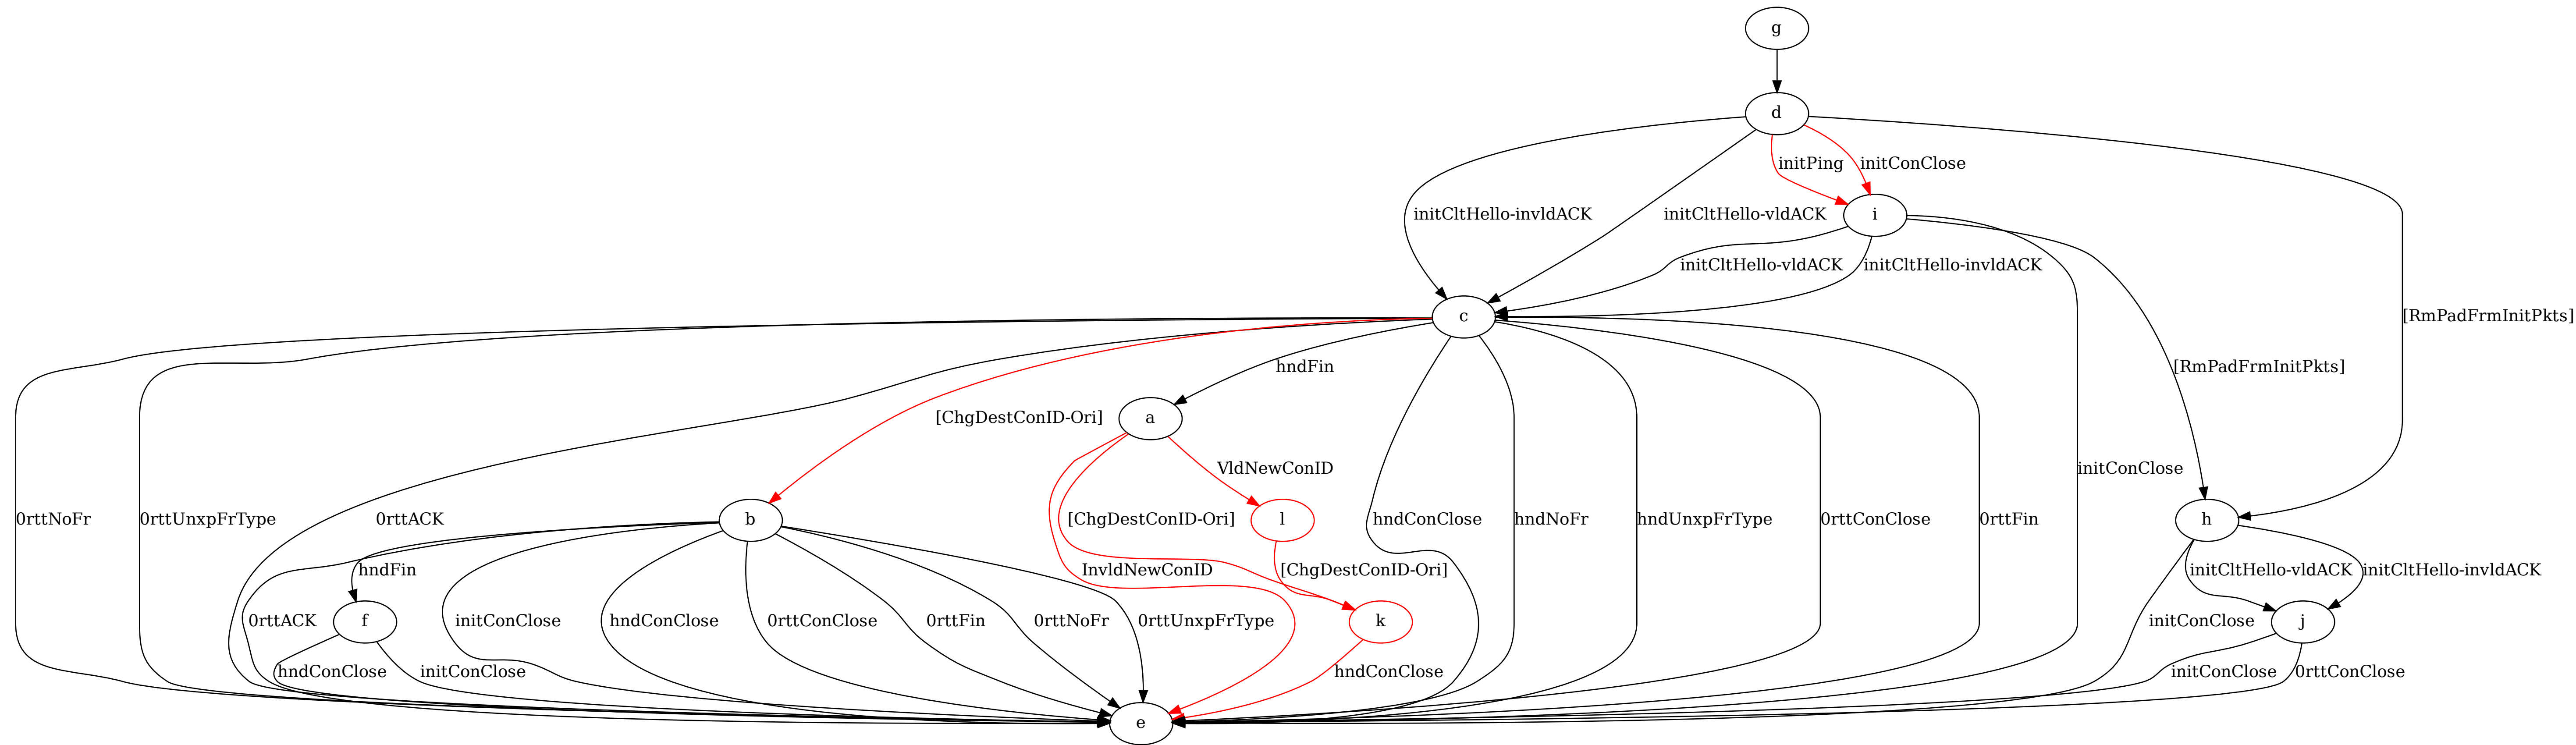 g
d
initPing
initConClose
initCltHello-invldACK
initCltHello-vldACK
i
initCltHello-vldACK
initCltHello-invldACK
c
[RmPadFrmInitPkts]
hndFin
[RmPadFrmInitPkts]
[ChgDestConID-Ori]
a
VldNewConID
initConClose
0rttNoFr
0rttUnxpFrType
0rttACK
b
[ChgDestConID-Ori]
l
hndConClose
hndNoFr
hndUnxpFrType
0rttConClose
0rttFin
h
hndFin
InvldNewConID
[ChgDestConID-Ori]
initCltHello-vldACK
initCltHello-invldACK
0rttACK
f
initConClose
hndConClose
0rttConClose
0rttFin
0rttNoFr
0rttUnxpFrType
k
initConClose
j
hndConClose
initConClose
hndConClose
initConClose
0rttConClose
e